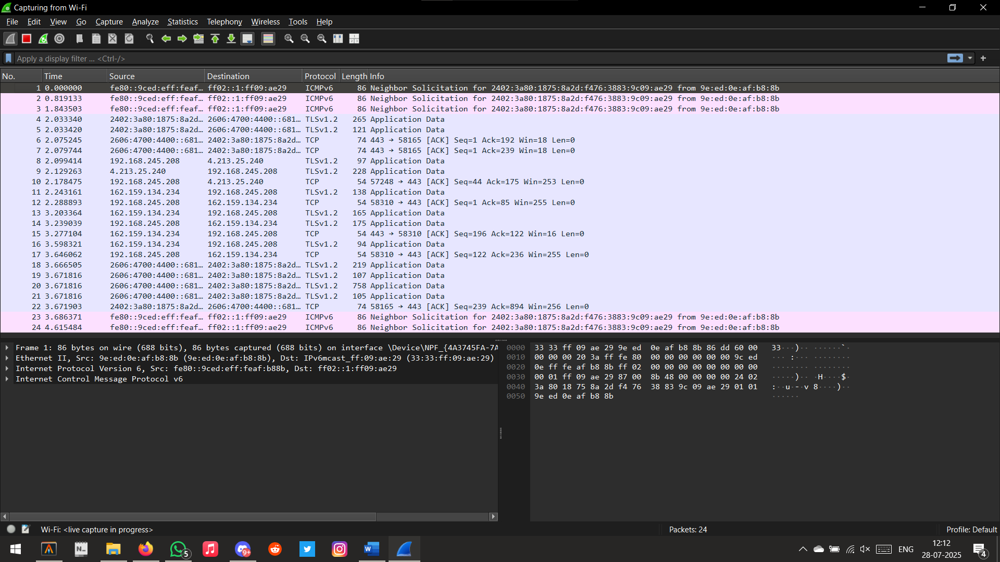 Capturing from Wi-Fi
File Edit View Go Capture Analyze Statistics Telephony Wireless Tools Help
Apply a display filter ... <Ctrl-/>
No. Time Source Destination Protocol Length Info
1 0.000000 fe80::9ced:eff:feaf… ff02::1:ff09:ae29 ICMPv6 86 Neighbor Solicitation for 2402:3a80:1875:8a2d:f476:3883:9c09:ae29 from 9e:ed:0e:af:b8:8b
2 0.819133 fe80::9ced:eff:feaf… ff02::1:ff09:ae29 ICMPv6 86 Neighbor Solicitation for 2402:3a80:1875:8a2d:f476:3883:9c09:ae29 from 9e:ed:0e:af:b8:8b
3 1.843503 fe80::9ced:eff:feaf… ff02::1:ff09:ae29 ICMPv6 86 Neighbor Solicitation for 2402:3a80:1875:8a2d:f476:3883:9c09:ae29 from 9e:ed:0e:af:b8:8b
4 2.033340 2402:3a80:1875:8a2d… 2606:4700:4400::681… TLSv1.2 265 Application Data
5 2.033420 2402:3a80:1875:8a2d… 2606:4700:4400::681… TLSv1.2 121 Application Data
6 2.075245 2606:4700:4400::681… 2402:3a80:1875:8a2d… TCP 74 443 → 58165 [ACK] Seq=1 Ack=192 Win=18 Len=0
7 2.079744 2606:4700:4400::681… 2402:3a80:1875:8a2d… TCP 74 443 → 58165 [ACK] Seq=1 Ack=239 Win=18 Len=0
8 2.099414 192.168.245.208 4.213.25.240 TLSv1.2 97 Application Data
9 2.129263 4.213.25.240 192.168.245.208 TLSv1.2 228 Application Data
10 2.178475 192.168.245.208 4.213.25.240 TCP 54 57248 → 443 [ACK] Seq=44 Ack=175 Win=253 Len=0
11 2.243161 162.159.134.234 192.168.245.208 TLSv1.2 138 Application Data
12 2.288893 192.168.245.208 162.159.134.234 TCP 54 58310 → 443 [ACK] Seq=1 Ack=85 Win=255 Len=0
13 3.203364 162.159.134.234 192.168.245.208 TLSv1.2 165 Application Data
14 3.239039 192.168.245.208 162.159.134.234 TLSv1.2 175 Application Data
15 3.277104 162.159.134.234 192.168.245.208 TCP 54 443 → 58310 [ACK] Seq=196 Ack=122 Win=16 Len=0
16 3.598321 162.159.134.234 192.168.245.208 TLSv1.2 94 Application Data
17 3.646062 192.168.245.208 162.159.134.234 TCP 54 58310 → 443 [ACK] Seq=122 Ack=236 Win=255 Len=0
18 3.666505 2606:4700:4400::681… 2402:3a80:1875:8a2d… TLSv1.2 219 Application Data
19 3.671816 2606:4700:4400::681… 2402:3a80:1875:8a2d… TLSv1.2 107 Application Data
20 3.671816 2606:4700:4400::681… 2402:3a80:1875:8a2d… TLSv1.2 758 Application Data
21 3.671816 2606:4700:4400::681… 2402:3a80:1875:8a2d… TLSv1.2 105 Application Data
22 3.671903 2402:3a80:1875:8a2d… 2606:4700:4400::681… TCP 74 58165 → 443 [ACK] Seq=239 Ack=894 Win=256 Len=0
23 3.686371 fe80::9ced:eff:feaf… ff02::1:ff09:ae29 ICMPv6 86 Neighbor Solicitation for 2402:3a80:1875:8a2d:f476:3883:9c09:ae29 from 9e:ed:0e:af:b8:8b
24 4.615484 fe80::9ced:eff:feaf… ff02::1:ff09:ae29 ICMPv6 86 Neighbor Solicitation for 2402:3a80:1875:8a2d:f476:3883:9c09:ae29 from 9e:ed:0e:af:b8:8b
Frame 1: 86 bytes on wire (688 bits), 86 bytes captured (688 bits) on interface \Device\NPF_{4A3745FA-7A
Ethernet II, Src: 9e:ed:0e:af:b8:8b (9e:ed:0e:af:b8:8b), Dst: IPv6mcast_ff:09:ae:29 (33:33:ff:09:ae:29)
Internet Protocol Version 6, Src: fe80::9ced:eff:feaf:b88b, Dst: ff02::1:ff09:ae29
Internet Control Message Protocol v6
0000 33 33 ff 09 ae 29 9e ed 0e af b8 8b 86 dd 60 00 33···)·· ······`·
0010 00 00 00 20 3a ff fe 80 00 00 00 00 00 00 9c ed ··· :··· ········
0020 0e ff fe af b8 8b ff 02 00 00 00 00 00 00 00 00 ········ ········
0030 00 01 ff 09 ae 29 87 00 8b 48 00 00 00 00 24 02 ·····)·· ·H····$·
0040 3a 80 18 75 8a 2d f4 76 38 83 9c 09 ae 29 01 01 :··u·-·v 8····)··
0050 9e ed 0e af b8 8b ······
Wi-Fi: <live capture in progress> Packets: 24 Profile: Default
N.. 5 9+ W ENG 12:12
28-07-2025 4